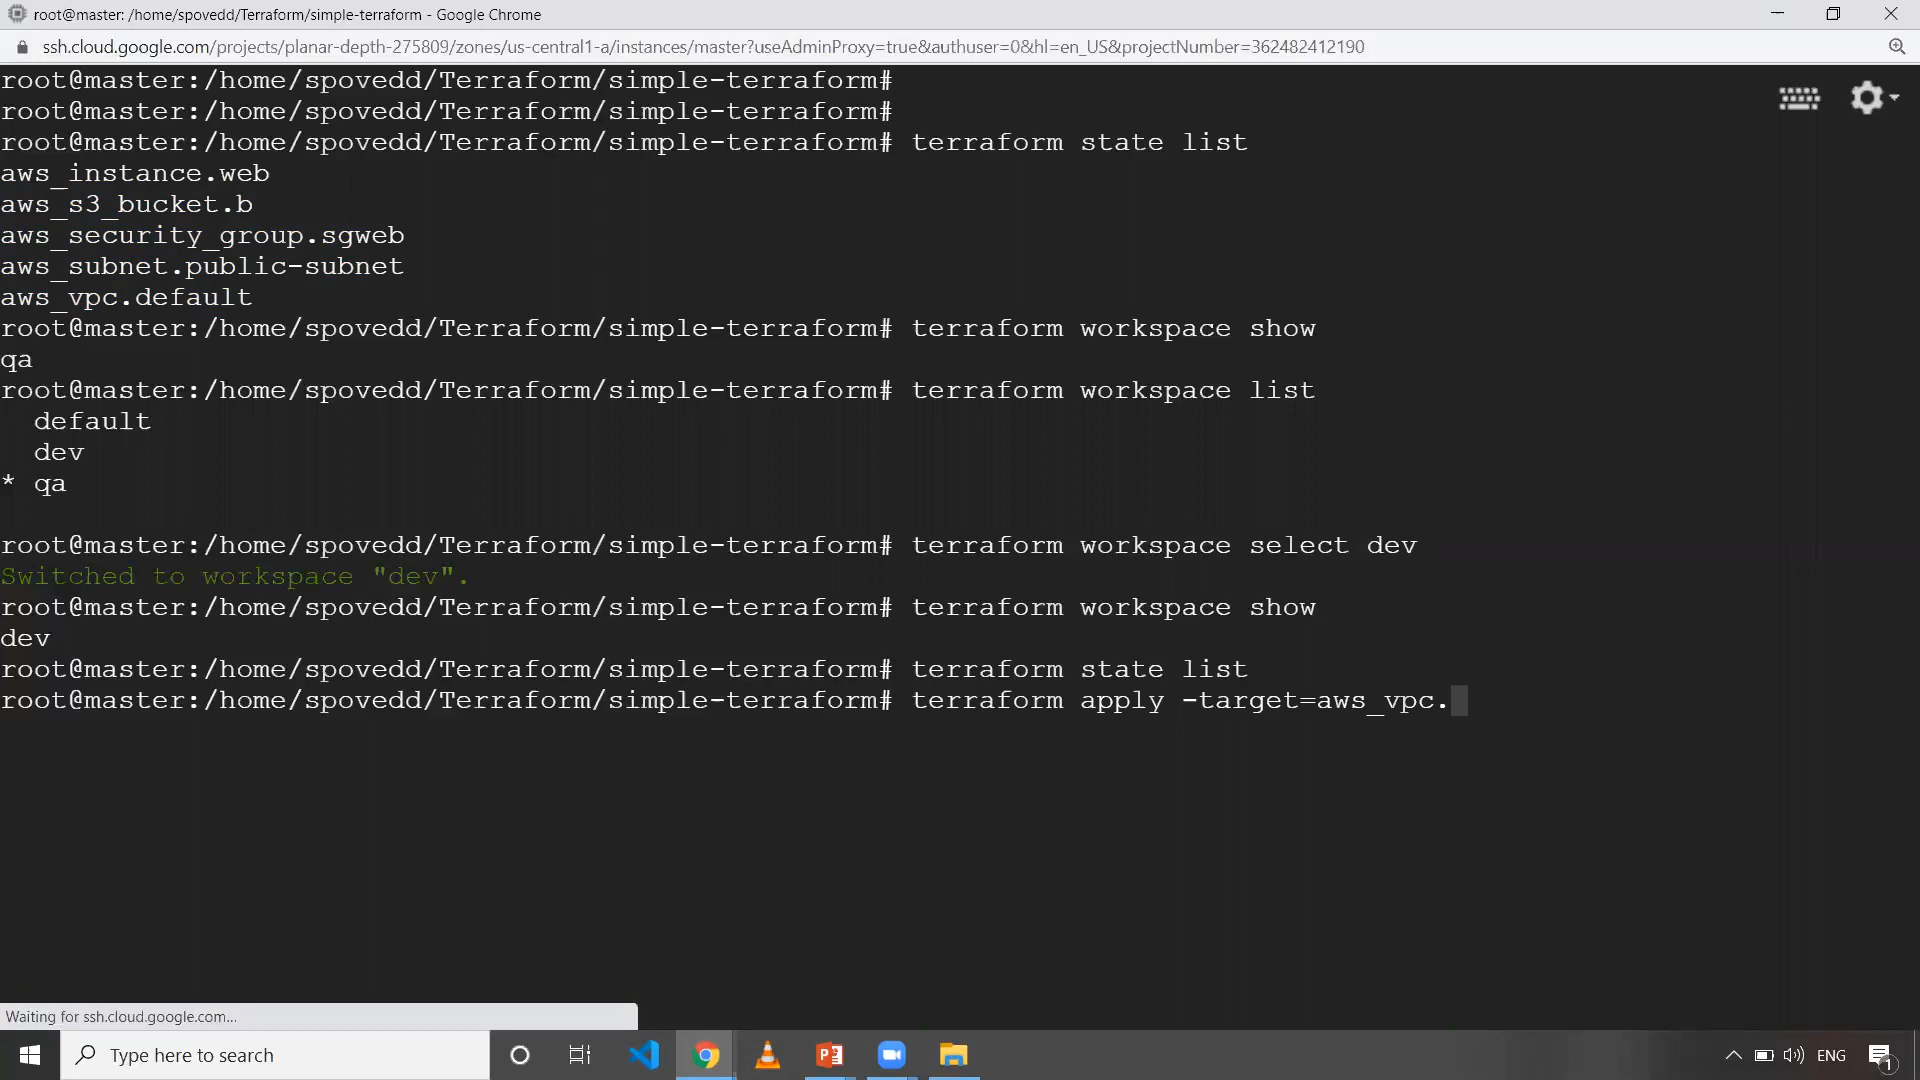 root@master: /home/spovedd/Terraform/simple-terraform - Google Chrome
ssh.cloud.google.com/projects/planar-depth-275809/zones/us-central1-a/instances/master?useAdminProxy=true&authuser=0&hl=en_US&projectNumber=362482412190
root@master:/home/spovedd/Terraform/simple-terraform#
root@master:/home/spovedd/Terraform/simple-terraform#
root@master:/home/spovedd/Terraform/simple-terraform# terraform state list
aws_instance.web
aws_s3_bucket.b
aws_security_group.sgweb
aws_subnet.public-subnet
aws_vpc.default
root@master:/home/spovedd/Terraform/simple-terraform# terraform workspace show
qa
root@master:/home/spovedd/Terraform/simple-terraform# terraform workspace list
  default
  dev
* qa
root@master:/home/spovedd/Terraform/simple-terraform# terraform workspace select dev
Switched to workspace "dev".
root@master:/home/spovedd/Terraform/simple-terraform# terraform workspace show
dev
root@master:/home/spovedd/Terraform/simple-terraform# terraform state list
root@master:/home/spovedd/Terraform/simple-terraform# terraform apply -target=aws_vpc.
Waiting for ssh.cloud.google.com...
Type here to search
ENG
1